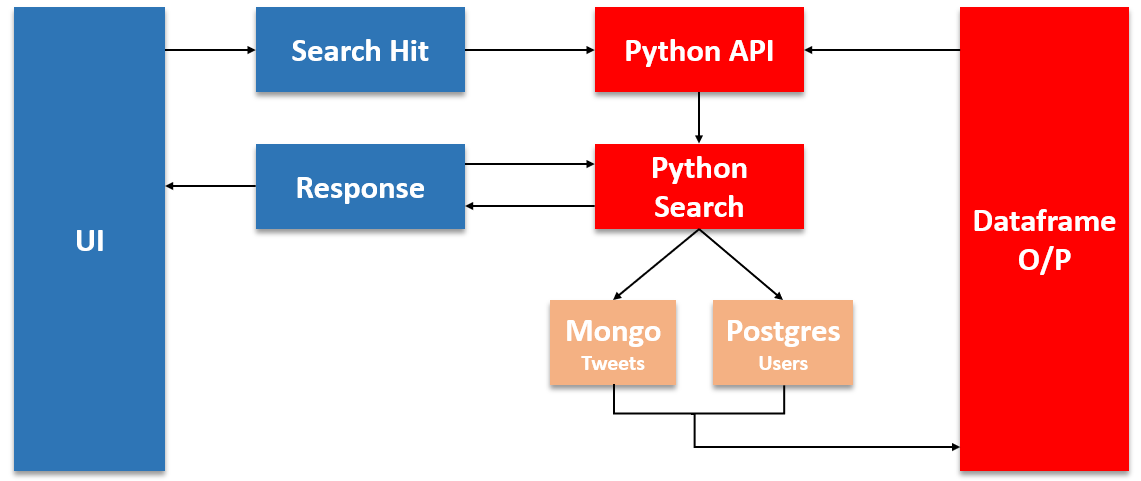 Search Hit
Python API
Response
Python
Search
UI
Dataframe
O/P
Mongo
Tweets
Postgres
Users